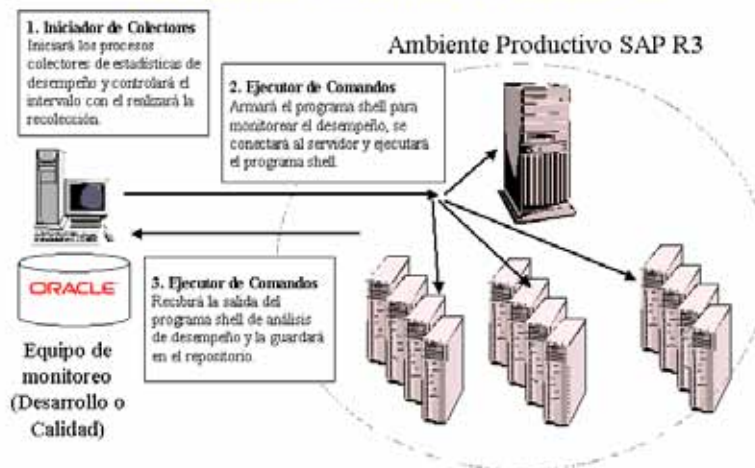 1. Iniciador de Colectores
Iniciará los procesos
colectores de estadísticas de
desempeño y controlará el
intervalo con el realizará la
recolección.
Ambiente Productivo SAP R3
2. Ejecutor de Comandos
Armará el programa shell para
monitorear el desempeño, se
conectará al servidor y ejecutará
el programa shell.
3. Ejecutor de Comandos
Recibirá la salida del
programa shell de análisis
de desempeño y la guardará
en el repositorio.
ORACLE
Equipo de
monitoreo
(Desarrollo o
Calidad)